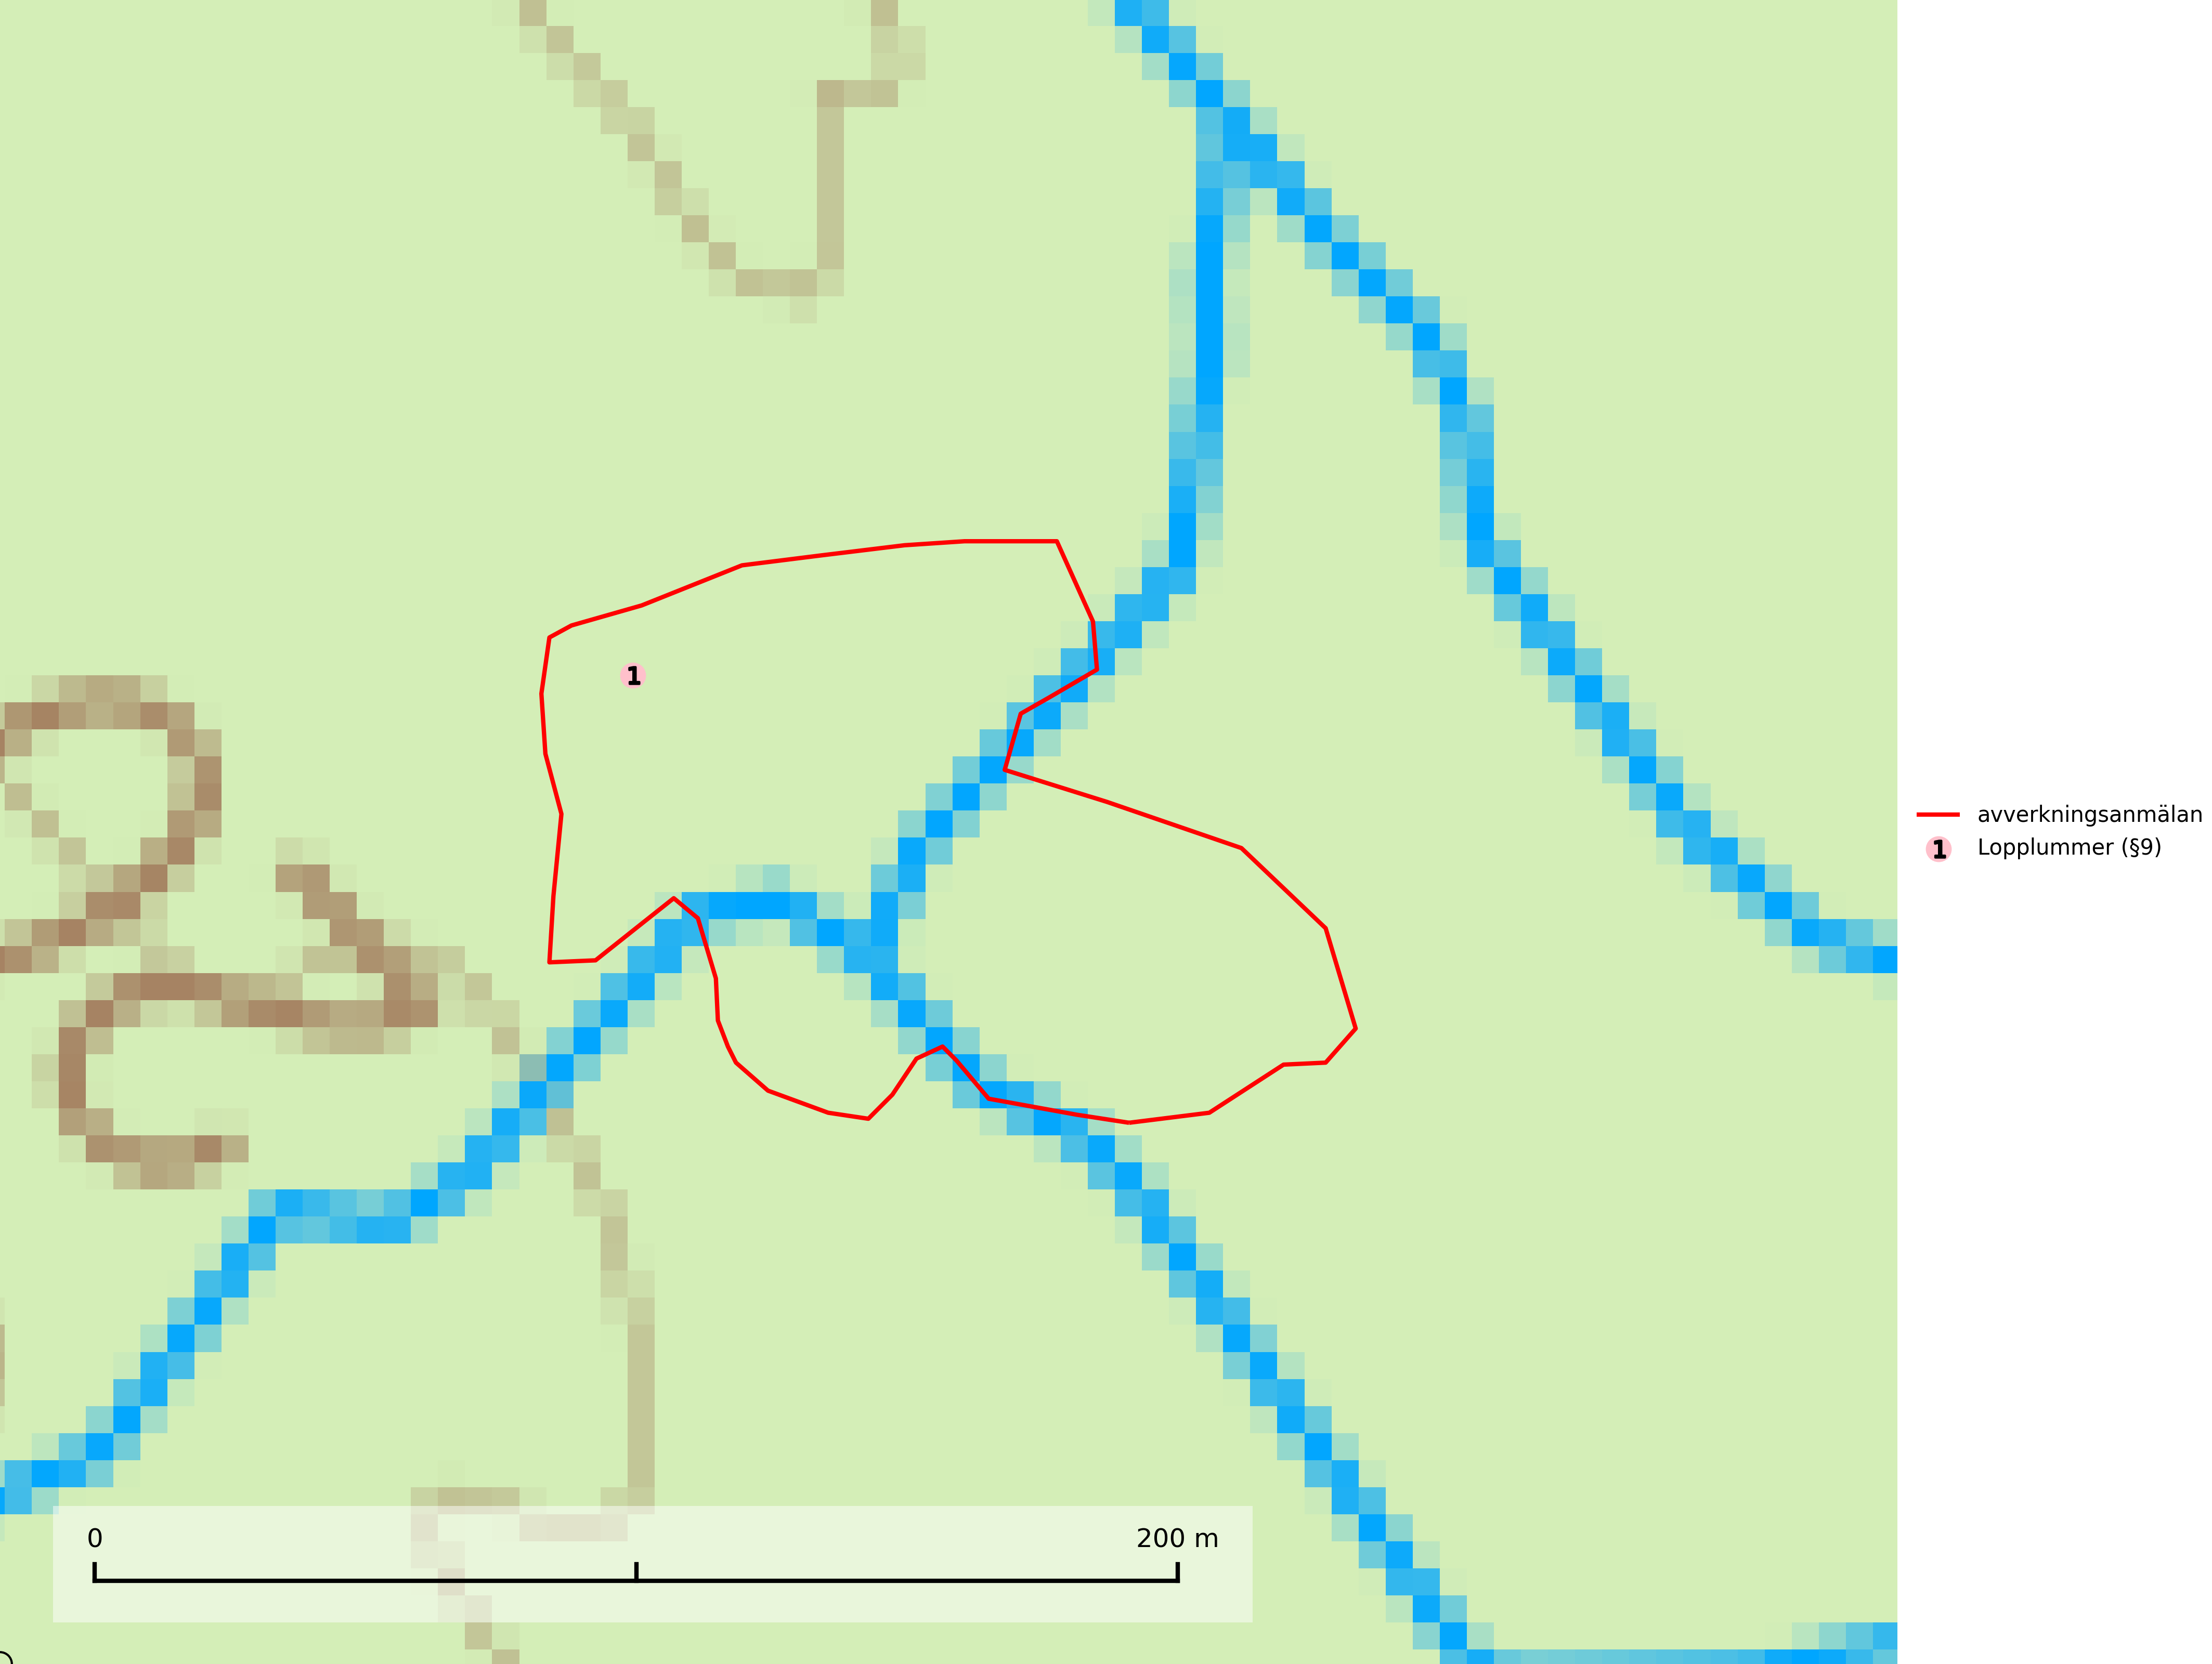 1
avverkningsanmälan
1 Lopplummer (§9)
0 200 m